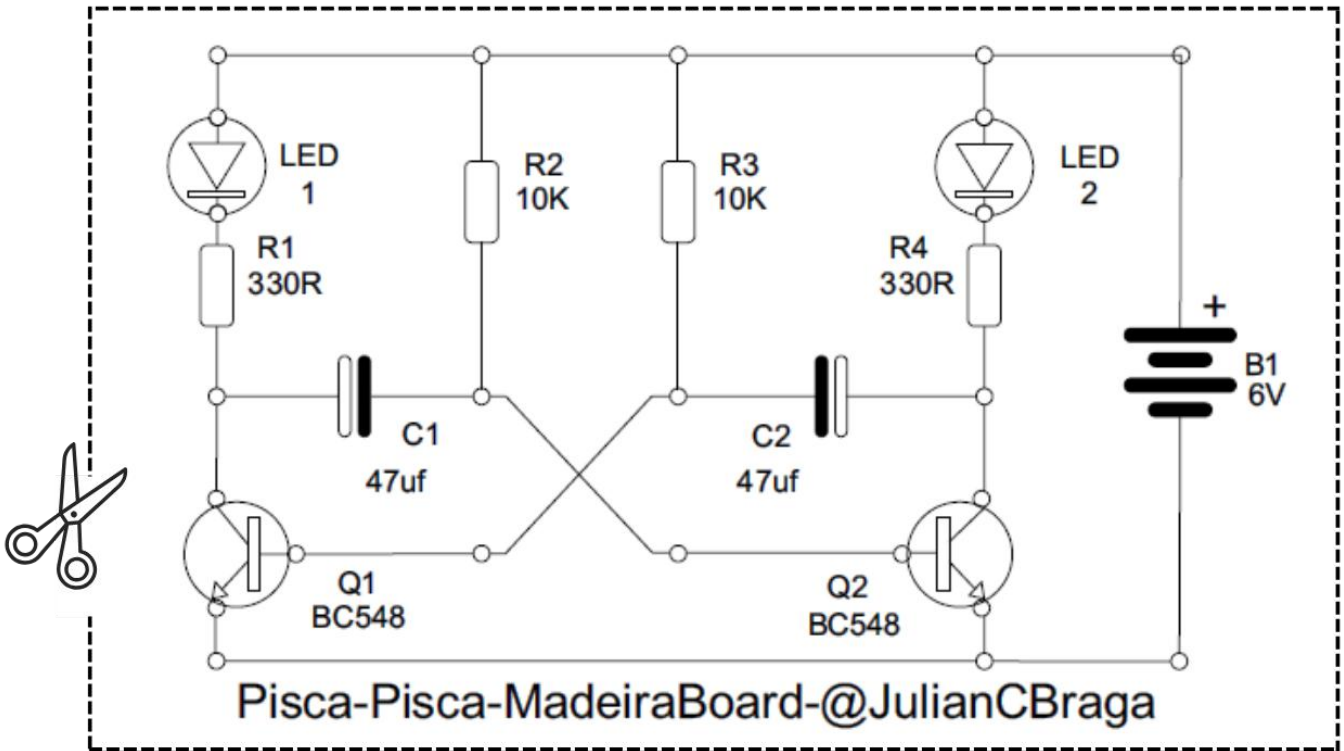 LED
1
R1
330R
R2
10K
R3
10K
LED
2
R4
330R
+
B1
6V
C1
47uf
C2
47uf
Q1
BC548
Q2
BC548
Pisca-Pisca-MadeiraBoard-@JulianCBraga